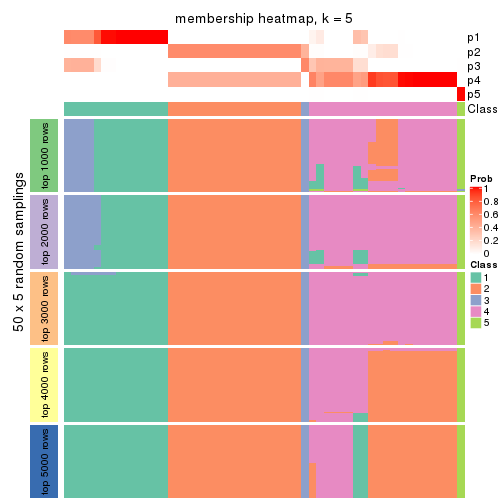 membership heatmap, k = 5
p1
p2
p3
p4
p5
Class
50 x 5 random samplings
top 1000 rows
top 2000 rows
top 3000 rows
top 4000 rows
top 5000 rows
Prob
1
0.8
0.6
0.4
0.2
0
Class
1
2
3
4
5